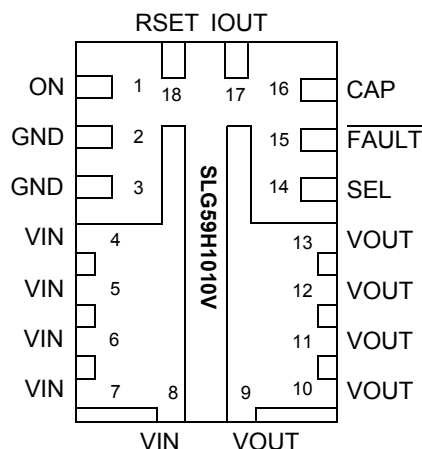 RSET IOUT
ON 1 18 17 16 CAP
GND 2 15 FAULT
GND 3 14 SEL
SLG59H1010V
VIN 4 13 VOUT
VIN 5 12 VOUT
VIN 6 11 VOUT
VIN 7 8 9 10 VOUT
VIN VOUT